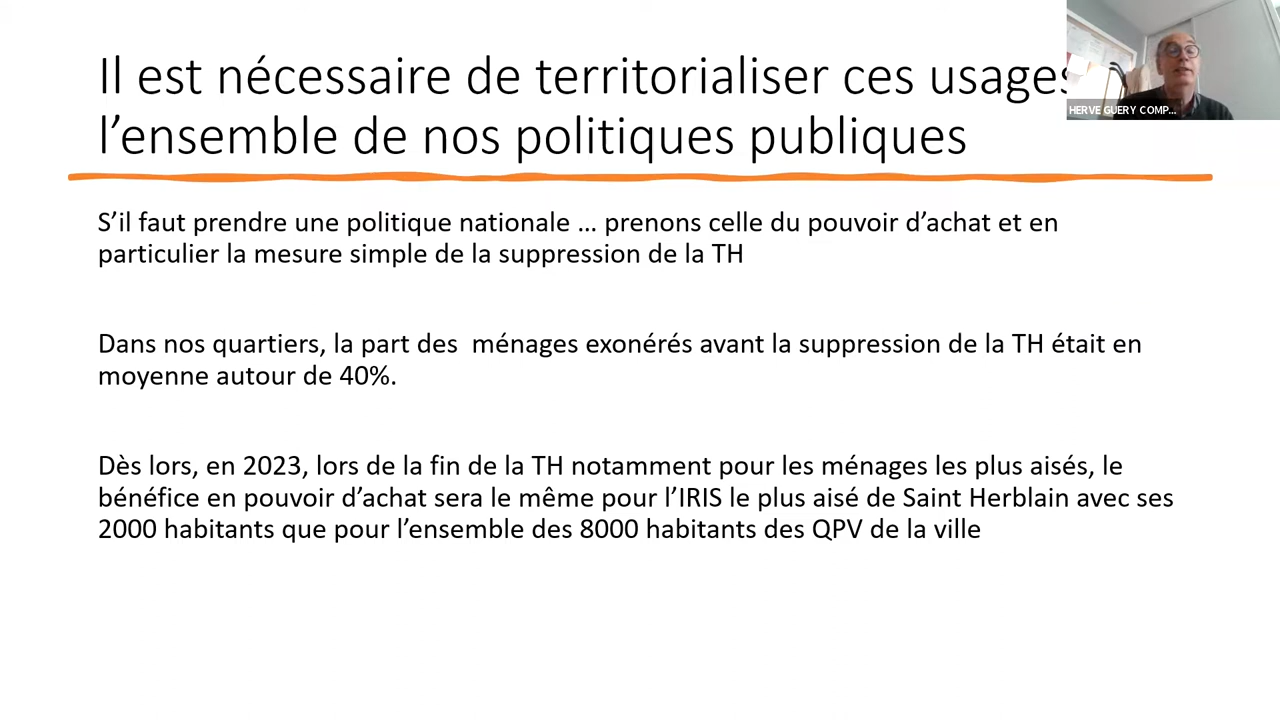 Il est nécessaire de territorialiser ces usages
l’ensemble de nos politiques publiques
HERVE GUERY COMP...
S’il faut prendre une politique nationale … prenons celle du pouvoir d’achat et en
particulier la mesure simple de la suppression de la TH
Dans nos quartiers, la part des  ménages exonérés avant la suppression de la TH était en
moyenne autour de 40%.
Dès lors, en 2023, lors de la fin de la TH notamment pour les ménages les plus aisés, le
bénéfice en pouvoir d’achat sera le même pour l’IRIS le plus aisé de Saint Herblain avec ses
2000 habitants que pour l’ensemble des 8000 habitants des QPV de la ville